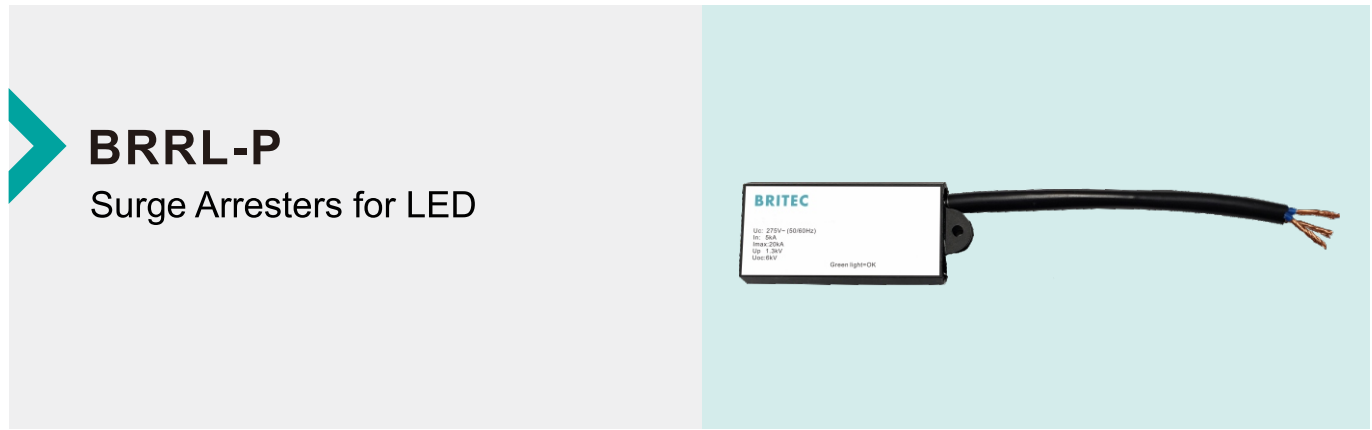 BRRL-P
Surge Arresters for LED
BRITEC
Uc: 275V~ (50/60Hz)
In: 5kA
Imax:20kA
Up 1.3kV
Uoc:6kV
Green light=OK